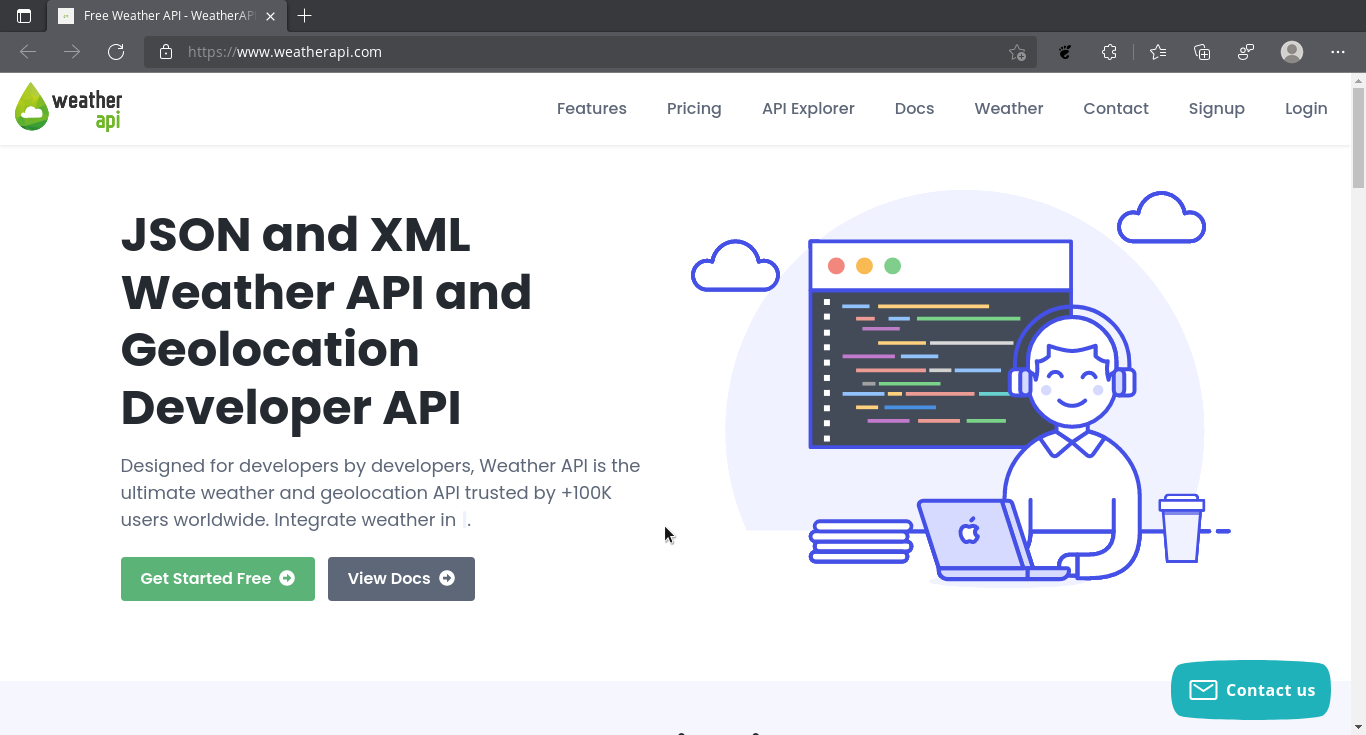 Free Weather API - WeatherAPI
https://www.weatherapi.com
weather
api
Features Pricing API Explorer Docs Weather Contact Signup Login
JSON and XML
Weather API and
Geolocation
Developer API
Designed for developers by developers, Weather API is the
ultimate weather and geolocation API trusted by +100K
users worldwide. Integrate weather in .
Get Started Free
View Docs
Contact us